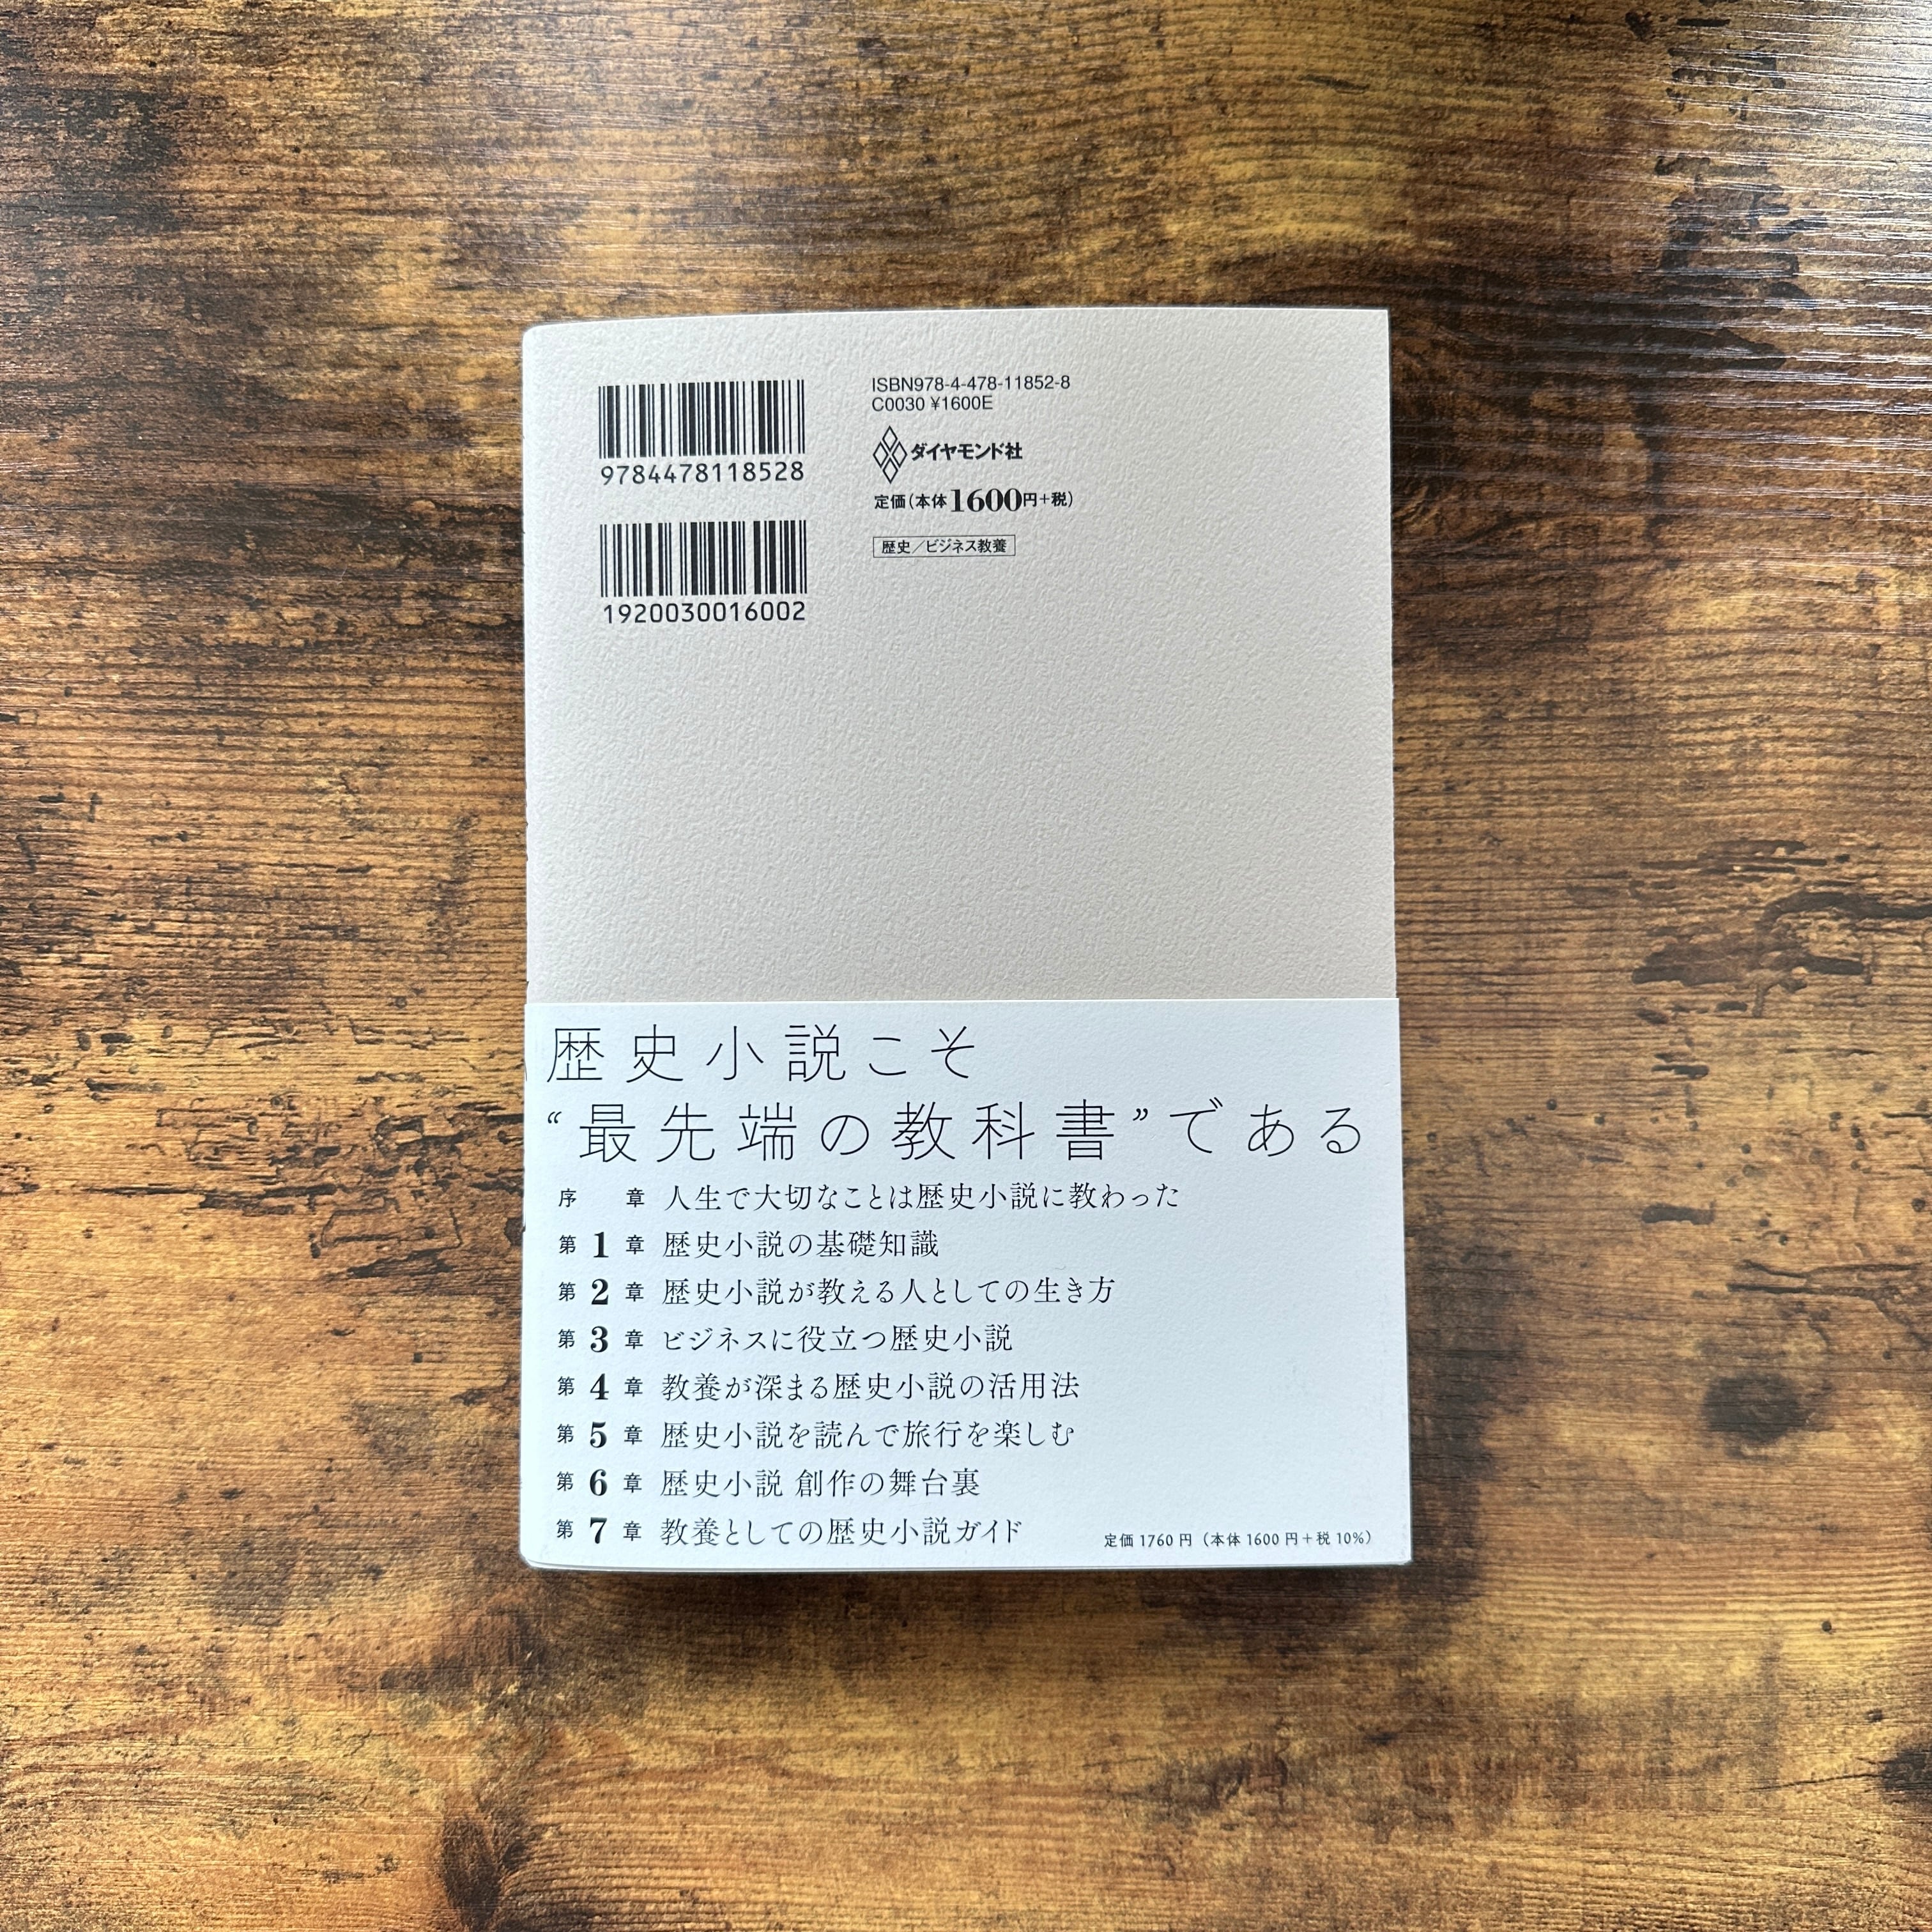 9784478118528
1920030016002
ISBN978-4-478-11852-8
C0030 ¥1600E
ダイヤモンド社
定価(本体1600円+税)
歴史/ビジネス教養
歴史小説こそ
“最先端の教科書”である
序章 人生で大切なことは歴史小説に教わった
第1章 歴史小説の基礎知識
第2章 歴史小説が教える人としての生き方
第3章 ビジネスに役立つ歴史小説
第4章 教養が深まる歴史小説の活用法
第5章 歴史小説を読んで旅行を楽しむ
第6章 歴史小説 創作の舞台裏
第7章 教養としての歴史小説ガイド
定価1760円(本体1600円+税10%)